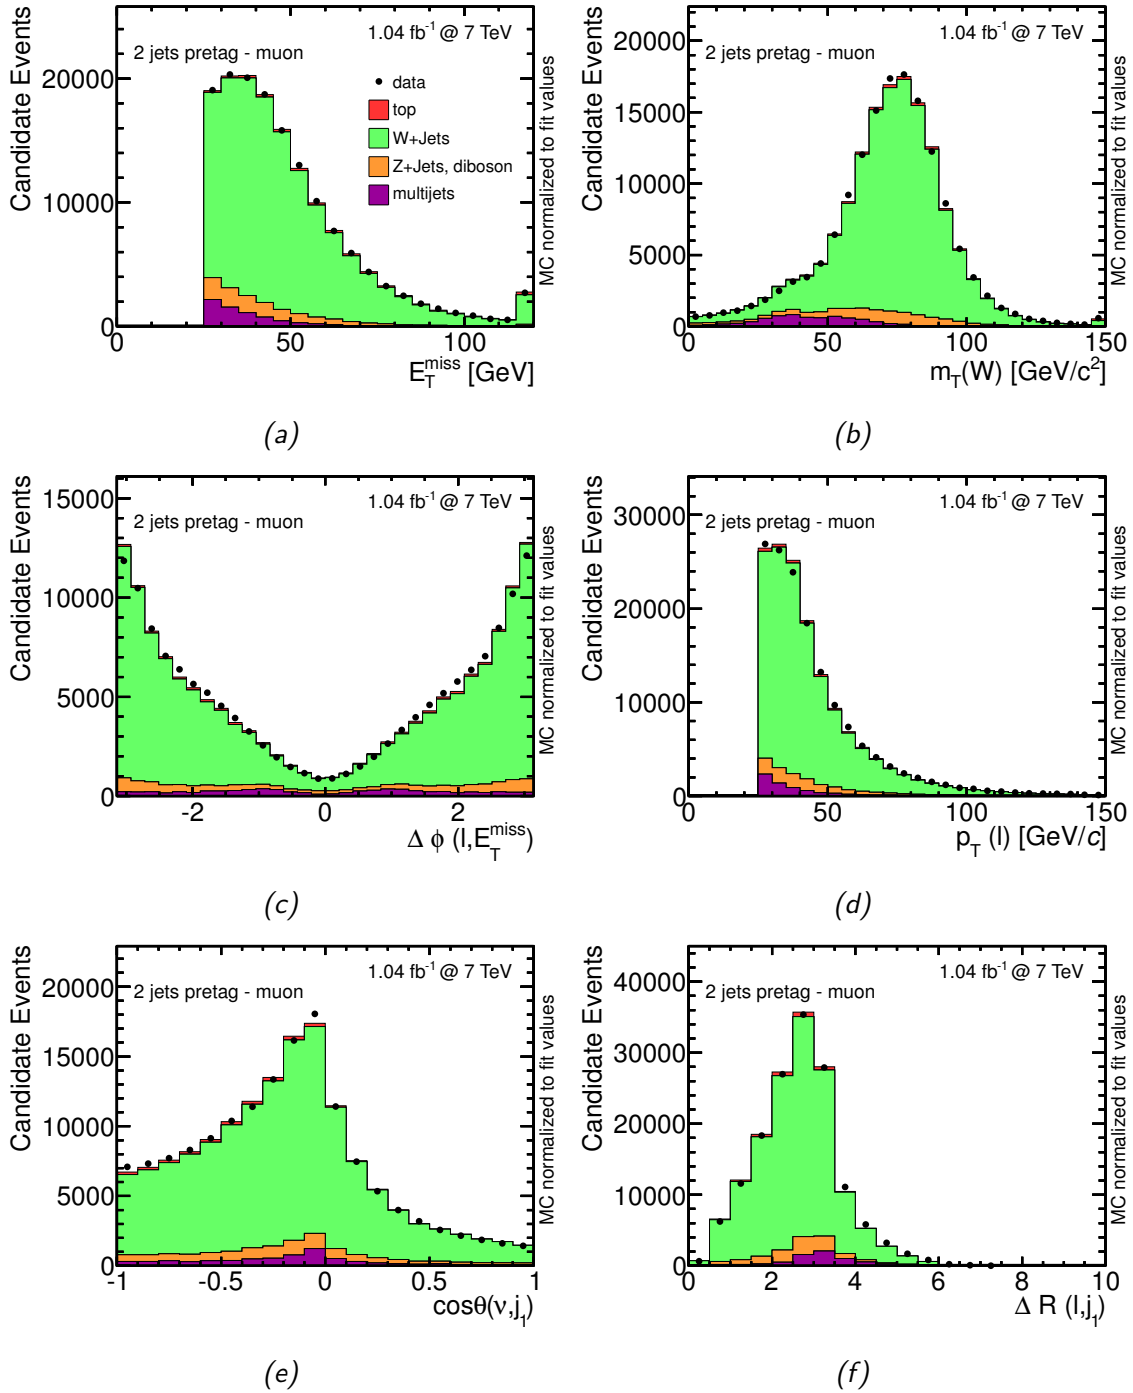 Candidate Events
1.04 fb⁻¹ @ 7 TeV
2 jets pretag - muon
data
top
W+Jets
Z+Jets, diboson
multijets
20000
10000
0
0 50 100
E_T^miss [GeV]
MC normalized to fit values
(a)
Candidate Events
1.04 fb⁻¹ @ 7 TeV
2 jets pretag - muon
20000
15000
10000
5000
0
0 50 100 150
m_T(W) [GeV/c²]
MC normalized to fit values
(b)
Candidate Events
1.04 fb⁻¹ @ 7 TeV
2 jets pretag - muon
15000
10000
5000
0
-2 0 2
Δ ϕ (l,E_T^miss)
MC normalized to fit values
(c)
Candidate Events
1.04 fb⁻¹ @ 7 TeV
2 jets pretag - muon
30000
20000
10000
0
0 50 100 150
p_T (l) [GeV/c]
MC normalized to fit values
(d)
Candidate Events
1.04 fb⁻¹ @ 7 TeV
2 jets pretag - muon
20000
15000
10000
5000
0
-1 -0.5 0 0.5 1
cosθ(ν,j₁)
MC normalized to fit values
(e)
Candidate Events
1.04 fb⁻¹ @ 7 TeV
2 jets pretag - muon
40000
30000
20000
10000
0
0 2 4 6 8 10
Δ R (l,j₁)
MC normalized to fit values
(f)